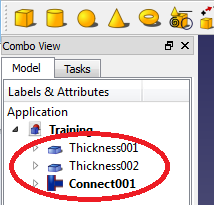 Combo View
Model
Tasks
Labels & Attributes
Application
Training
Thickness001
Thickness002
Connect001